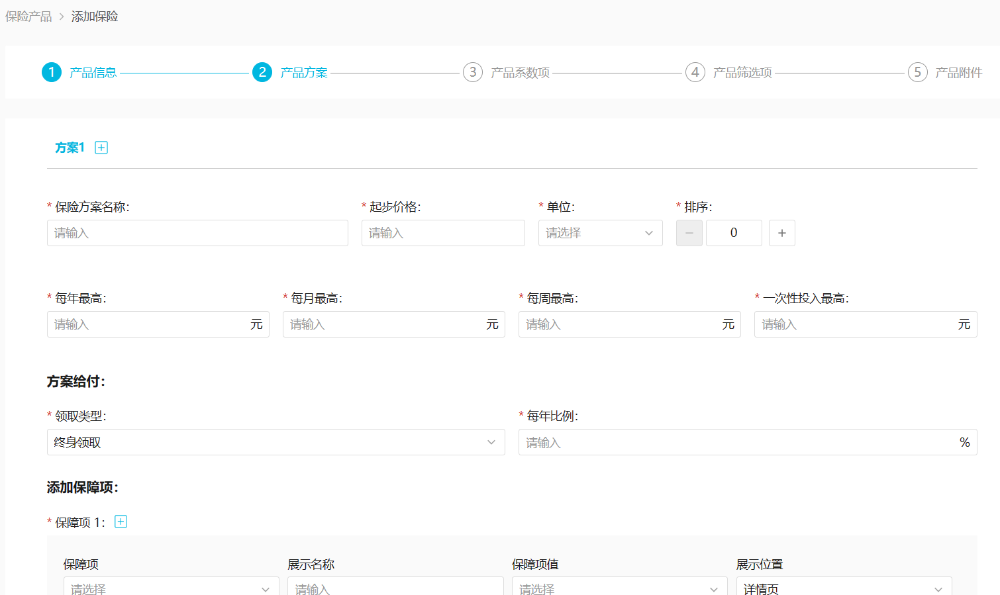 保险产品 > 添加保险
1 产品信息 2 产品方案 3 产品系数项 4 产品筛选项 5 产品附件
方案1 +
* 保险方案名称: * 起步价格: * 单位: * 排序:
请输入 请输入 请选择 − 0 +
* 每年最高: * 每月最高: * 每周最高: * 一次性投入最高:
请输入 元 请输入 元 请输入 元 请输入 元
方案给付:
* 领取类型: * 每年比例:
终身领取 请输入 %
添加保障项:
* 保障项 1: +
保障项 展示名称 保障项值 展示位置
请选择 请输入 请选择 详情页